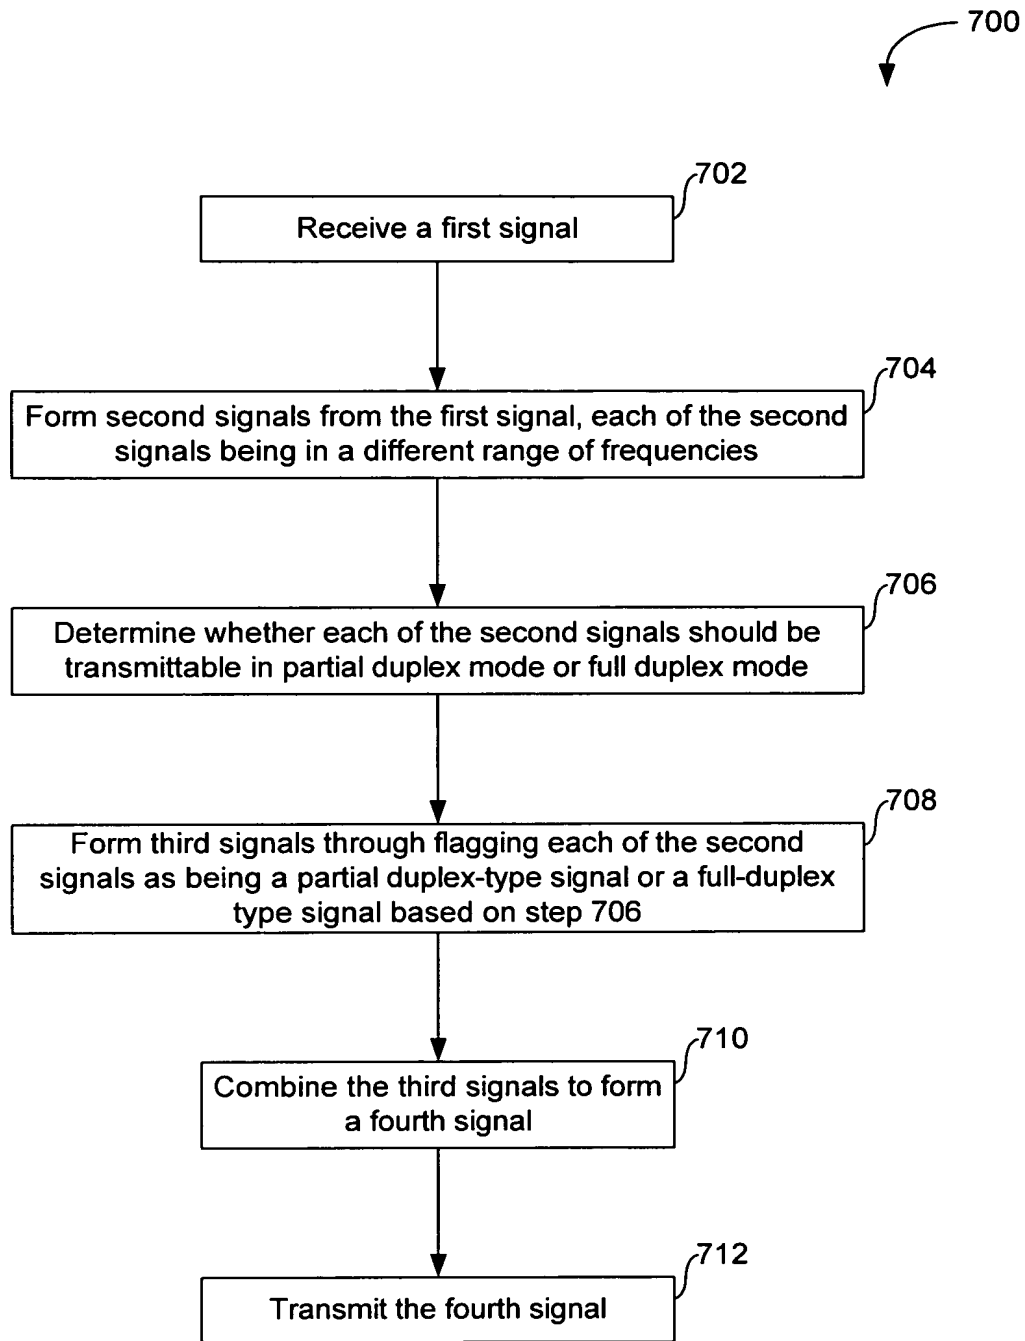 700
702
Receive a first signal
704
Form second signals from the first signal, each of the second
signals being in a different range of frequencies
706
Determine whether each of the second signals should be
transmittable in partial duplex mode or full duplex mode
708
Form third signals through flagging each of the second
signals as being a partial duplex-type signal or a full-duplex
type signal based on step 706
710
Combine the third signals to form
a fourth signal
712
Transmit the fourth signal